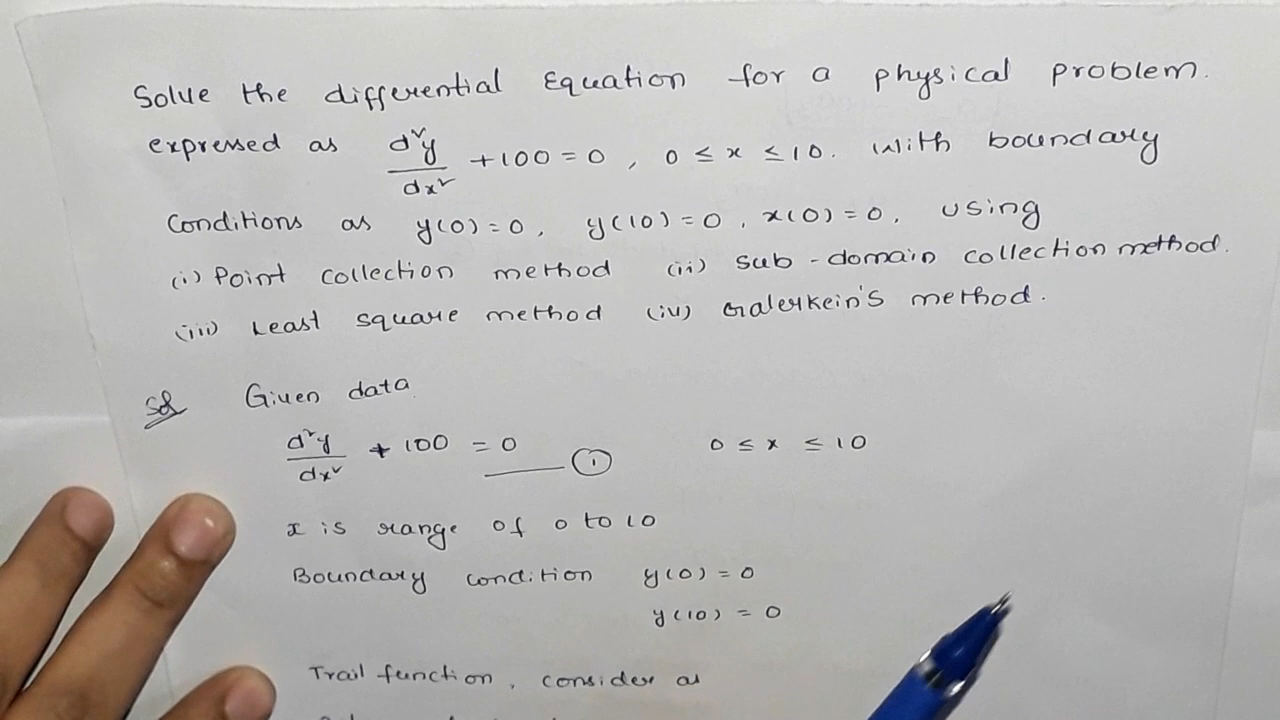 Solve the differential Equation for a physical problem.
expressed as d²y/dx² +100=0, 0 ≤ x ≤ 10. With boundary
Conditions as y(0)=0, y(10)=0, x(0)=0, using
(i) Point collection method (ii) sub-domain collection method.
(iii) Least square method (iv) Galerkein's method.
Sol Given data
d²y/dx² + 100 = 0 ——— ① 0 ≤ x ≤ 10
x is range of 0 to 10
Boundary condition y(0) = 0
y(10) = 0
Trail function, consider as